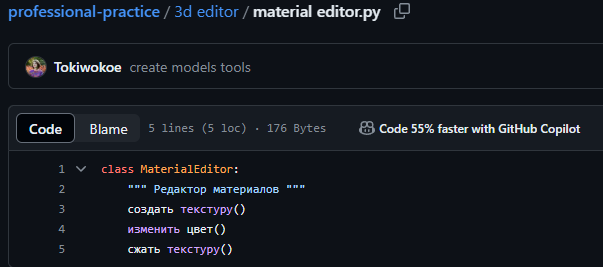 professional-practice / 3d editor / material editor.py
Tokiwokoe create models tools
Code Blame 5 lines (5 loc) · 176 Bytes Code 55% faster with GitHub Copilot
1 class MaterialEditor:
2 """ Редактор материалов """
3 создать текстуру()
4 изменить цвет()
5 сжать текстуру()